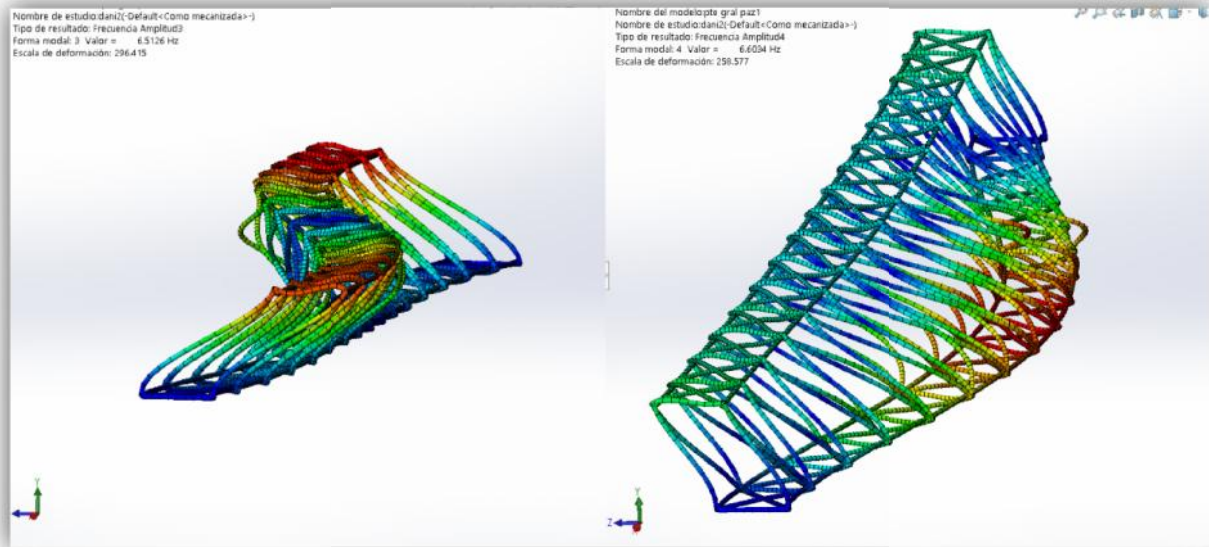 Nombre de estudio:dani2(-Default<Como mecanizada>-)
Tipo de resultado: Frecuencia Amplitud3
Forma modal: 3 Valor = 6.5126 Hz
Escala de deformación: 296.415
Nombre del modelo:pte gral paz1
Nombre de estudio:dani2(-Default<Como mecanizada>-)
Tipo de resultado: Frecuencia Amplitud4
Forma modal: 4 Valor = 6.6034 Hz
Escala de deformación: 258.577
Y
Y
Z